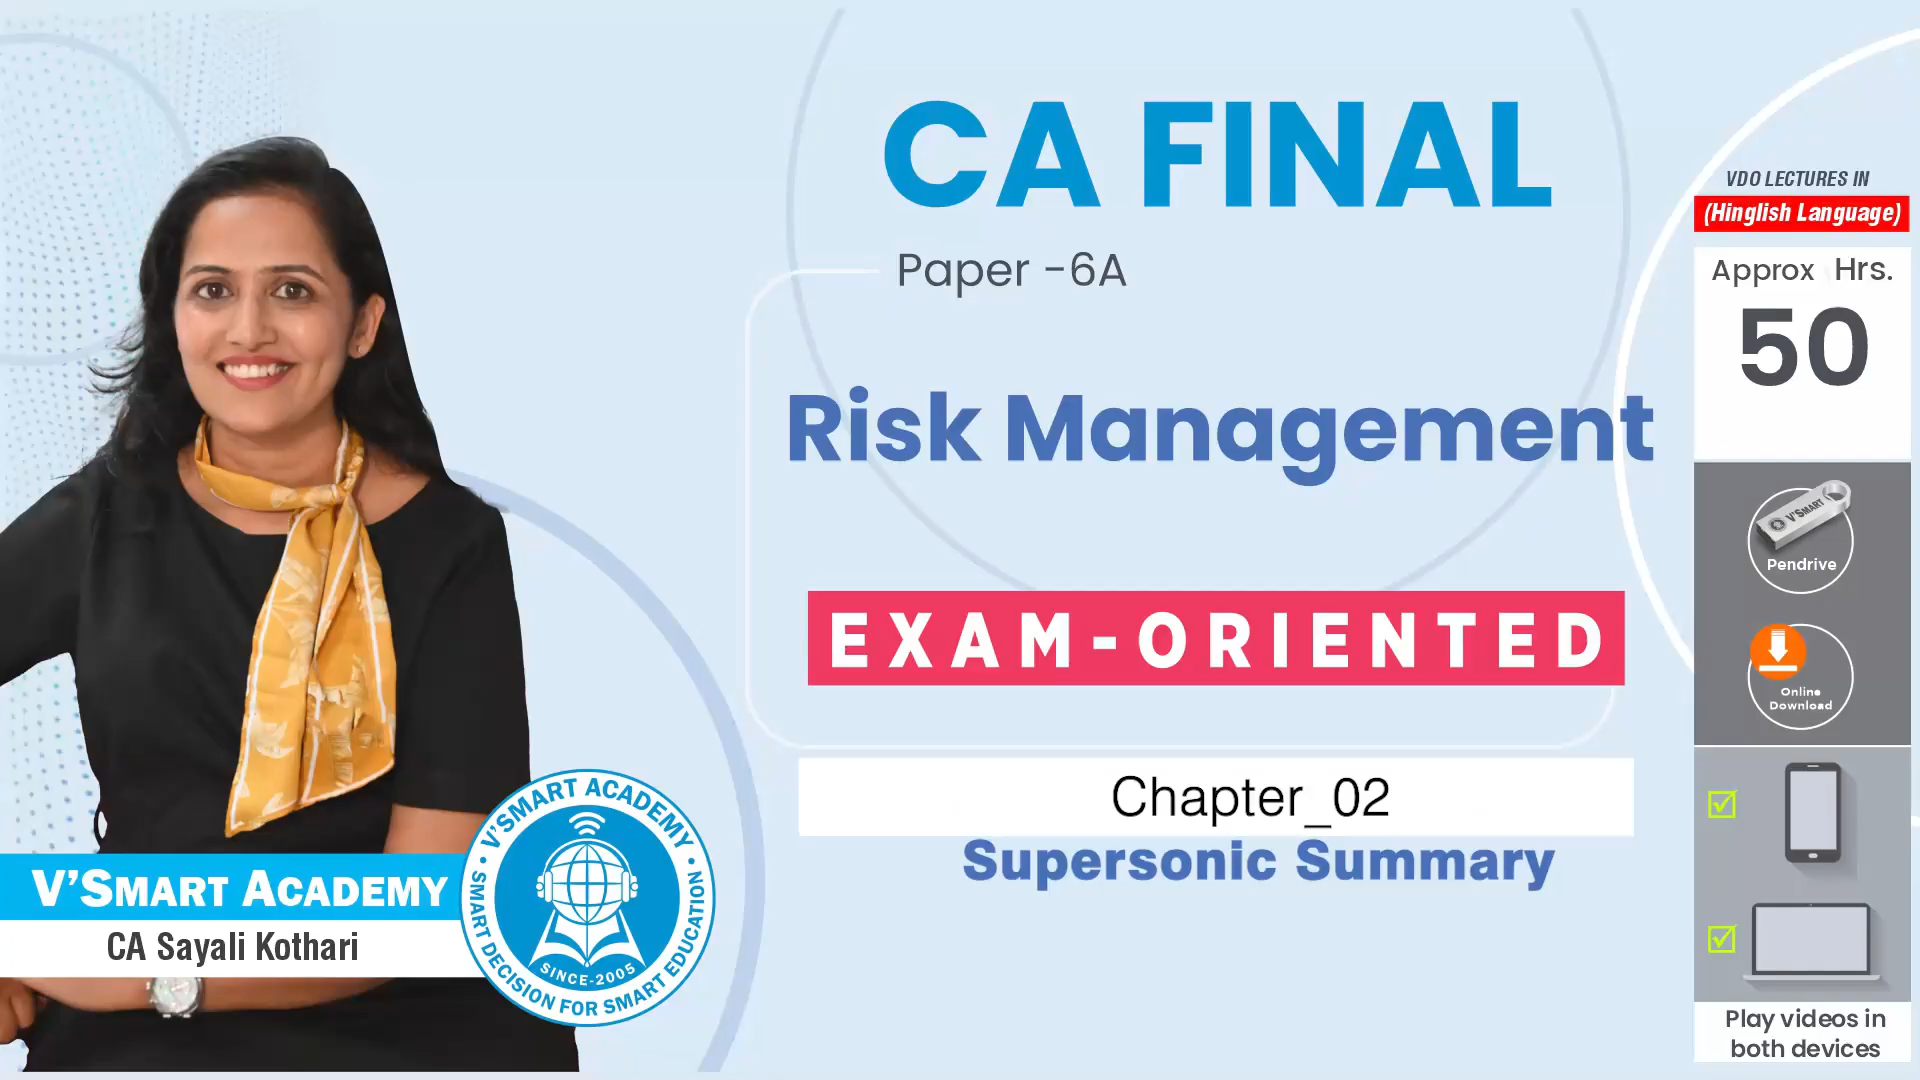 CA FINAL
Paper -6A
Risk Management
EXAM-ORIENTED
Chapter_02
Supersonic Summary
VDO LECTURES IN
(Hinglish Language)
Approx Hrs.
50
V'SMART
Pendrive
Online
Download
Play videos in
both devices
V'SMART ACADEMY
CA Sayali Kothari
• V'SMART ACADEMY •
SMART DECISION FOR SMART EDUCATION
SINCE-2005